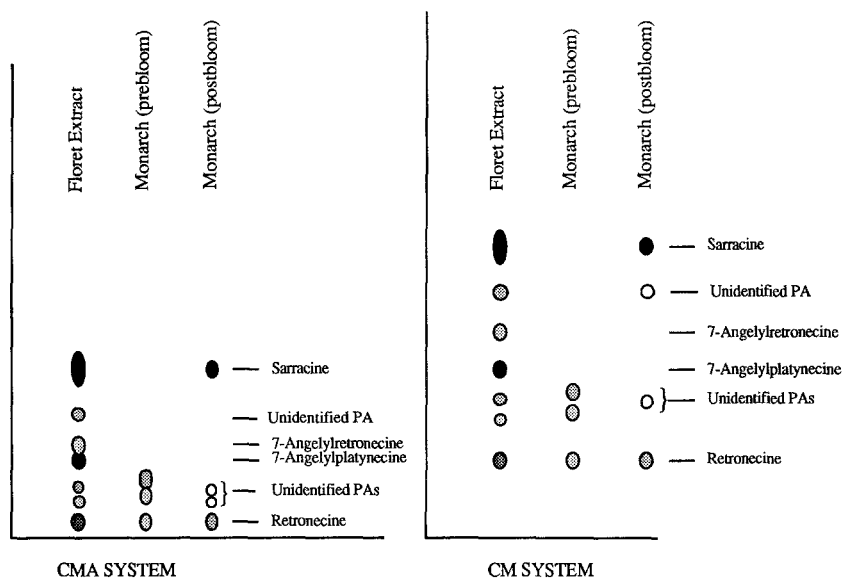 Floret Extract
Monarch (prebloom)
Monarch (postbloom)
Sarracine
Unidentified PA
7-Angelylretronecine
7-Angelylplatynecine
Unidentified PAs
Retronecine
CMA SYSTEM
Floret Extract
Monarch (prebloom)
Monarch (postbloom)
Sarracine
Unidentified PA
7-Angelylretronecine
7-Angelylplatynecine
Unidentified PAs
Retronecine
CM SYSTEM